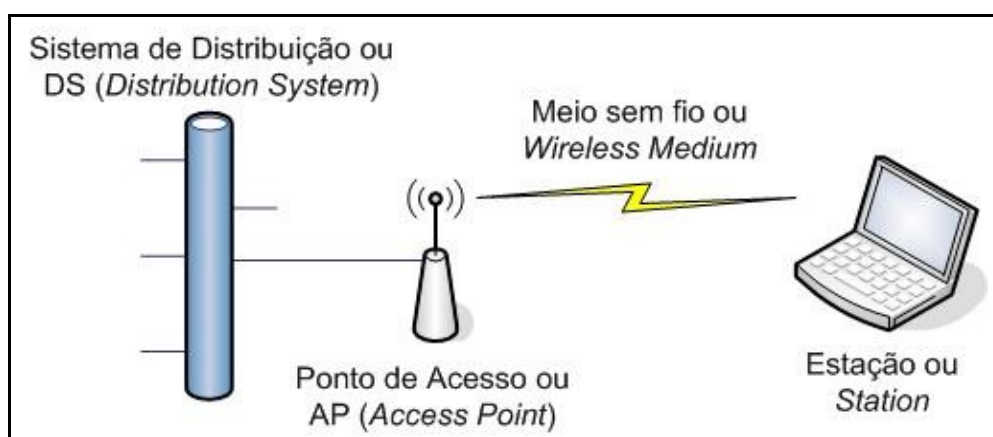 Sistema de Distribuição ou
DS (Distribution System)
Meio sem fio ou
Wireless Medium
Ponto de Acesso ou
AP (Access Point)
Estação ou
Station